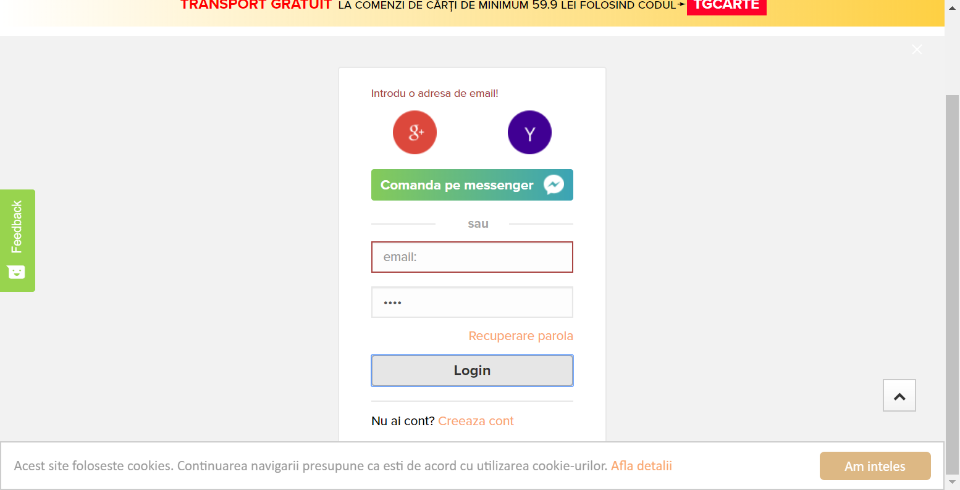 TRANSPORT GRATUIT LA COMENZI DE CĂRȚI DE MINIMUM 59.9 LEI FOLOSIND CODUL TGCARTE
Introdu o adresa de email!
g+ Y
Comanda pe messenger
sau
Feedback
email:
Recuperare parola
Login
Nu ai cont? Creeaza cont
Acest site foloseste cookies. Continuarea navigarii presupune ca esti de acord cu utilizarea cookie-urilor. Afla detalii
Am inteles